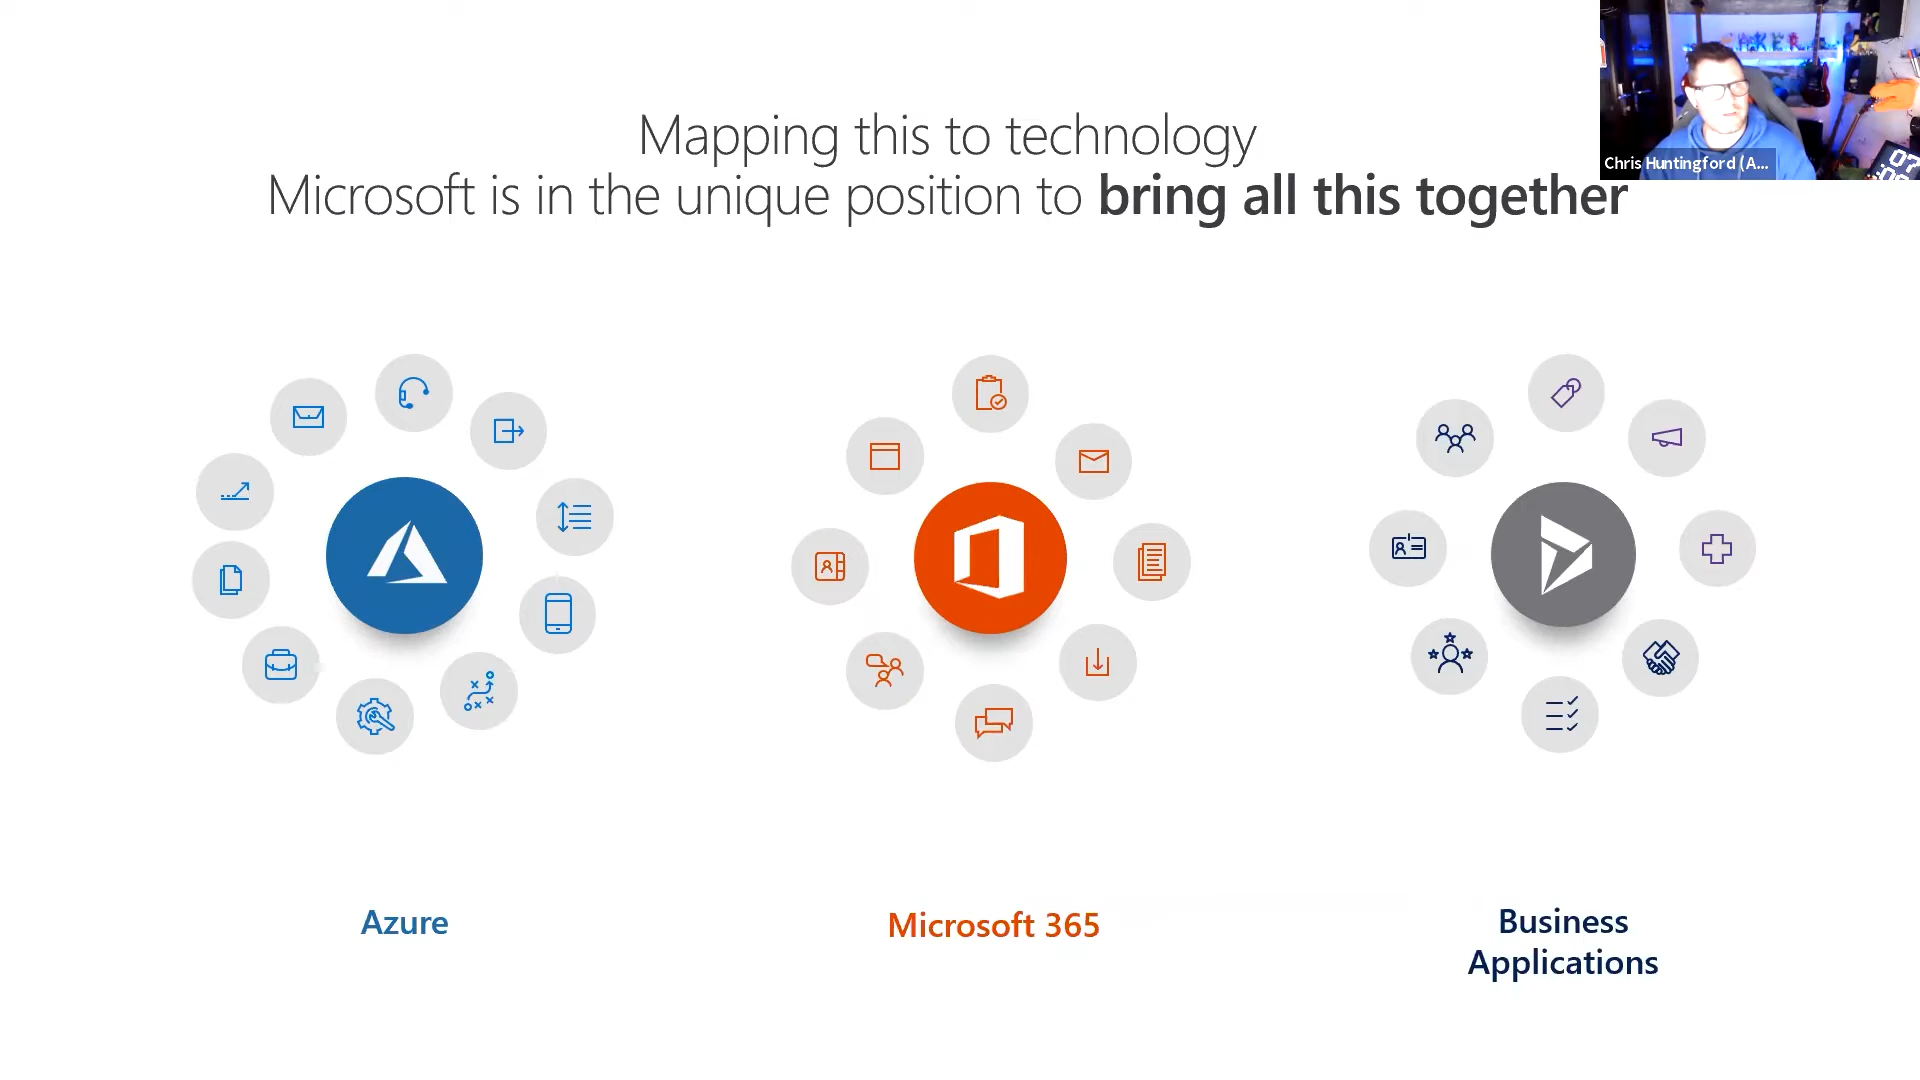 Mapping this to technology
Microsoft is in the unique position to bring all this together
Chris Huntingford (A...
Azure
Microsoft 365
Business
Applications